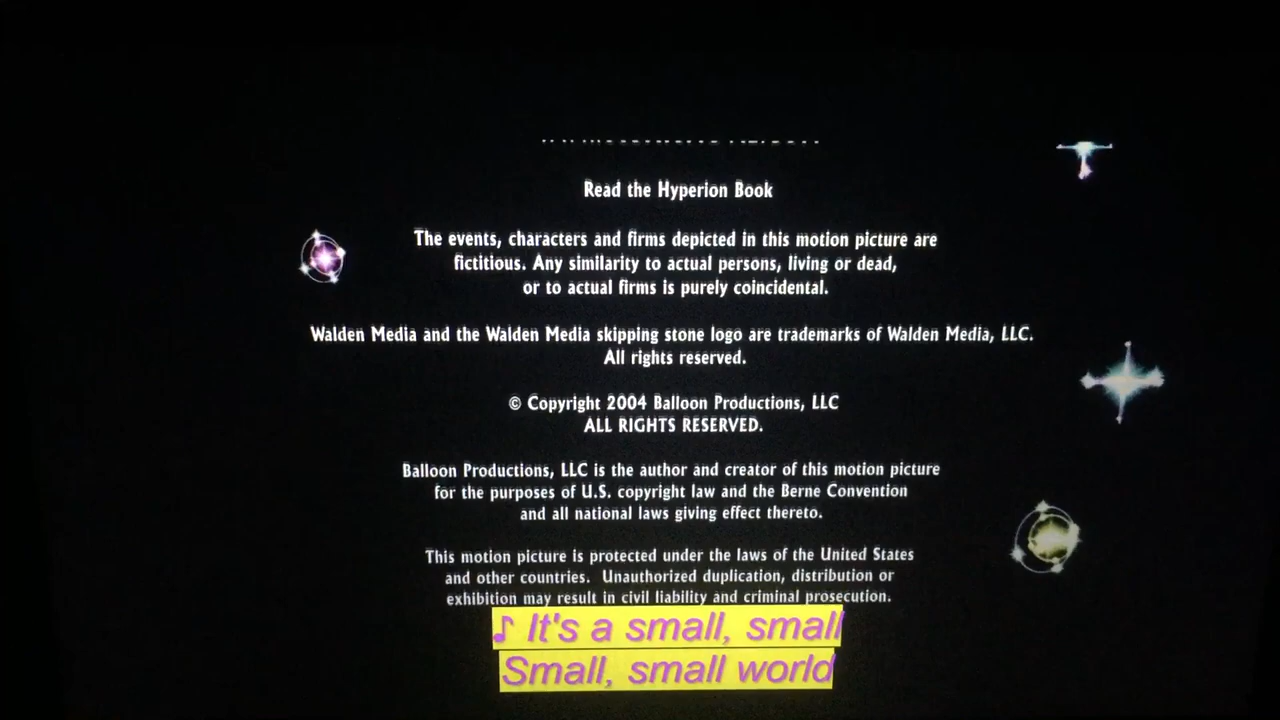 Read the Hyperion Book
The events, characters and firms depicted in this motion picture are
fictitious. Any similarity to actual persons, living or dead,
or to actual firms is purely coincidental.
Walden Media and the Walden Media skipping stone logo are trademarks of Walden Media, LLC.
All rights reserved.
© Copyright 2004 Balloon Productions, LLC
ALL RIGHTS RESERVED.
Balloon Productions, LLC is the author and creator of this motion picture
for the purposes of U.S. copyright law and the Berne Convention
and all national laws giving effect thereto.
This motion picture is protected under the laws of the United States
and other countries. Unauthorized duplication, distribution or
exhibition may result in civil liability and criminal prosecution.
♪ It's a small, small
Small, small world